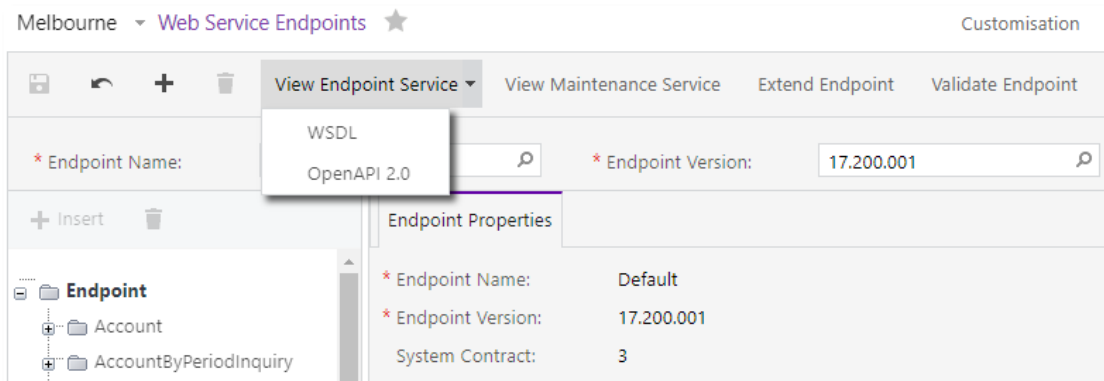 Melbourne Web Service Endpoints Customisation
View Endpoint Service View Maintenance Service Extend Endpoint Validate Endpoint
WSDL
* Endpoint Name: * Endpoint Version: 17.200.001
OpenAPI 2.0
Insert Endpoint Properties
* Endpoint Name: Default
Endpoint
* Endpoint Version: 17.200.001
Account
System Contract: 3
AccountByPeriodInquiry